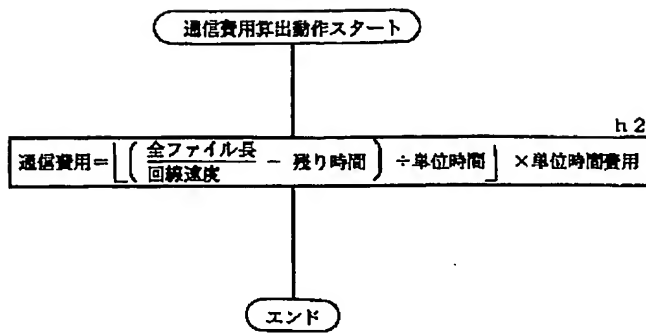 通信費用算出動作スタート
h2
通信費用＝⌊(全ファイル長/回線速度 － 残り時間)÷単位時間⌋×単位時間費用
エンド